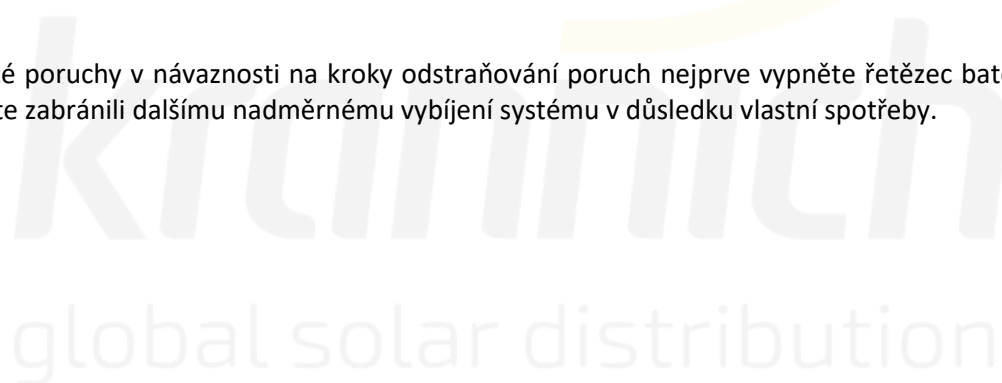 é poruchy v návaznosti na kroky odstraňování poruch nejprve vypněte řetězec bat
te zabránili dalšímu nadměrnému vybíjení systému v důsledku vlastní spotřeby.
krannich
global solar distribution